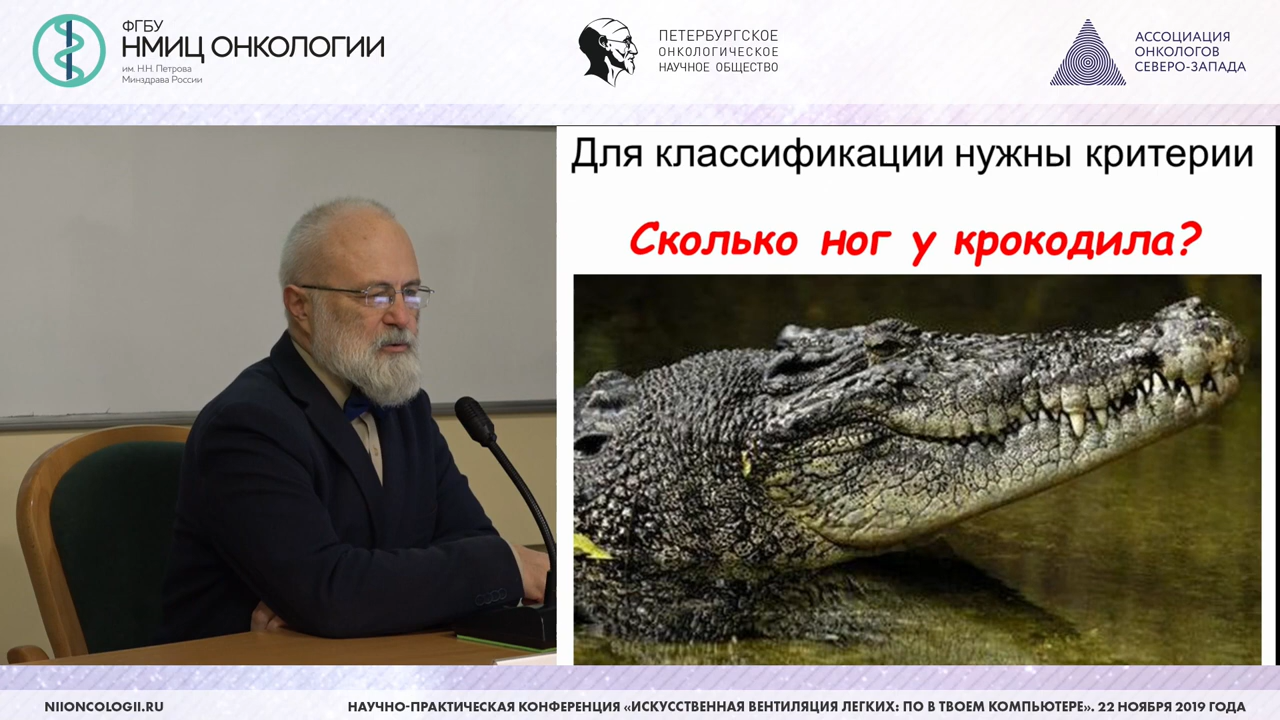 ФГБУ
НМИЦ ОНКОЛОГИИ
им. Н.Н. Петрова
Минздрава России
ПЕТЕРБУРГСКОЕ
ОНКОЛОГИЧЕСКОЕ
НАУЧНОЕ ОБЩЕСТВО
АССОЦИАЦИЯ
ОНКОЛОГОВ
СЕВЕРО-ЗАПАДА
Для классификации нужны критерии
Сколько ног у крокодила?
NIIONCOLOGII.RU
НАУЧНО-ПРАКТИЧЕСКАЯ КОНФЕРЕНЦИЯ «ИСКУССТВЕННАЯ ВЕНТИЛЯЦИЯ ЛЕГКИХ: ПО В ТВОЕМ КОМПЬЮТЕРЕ». 22 НОЯБРЯ 2019 ГОДА